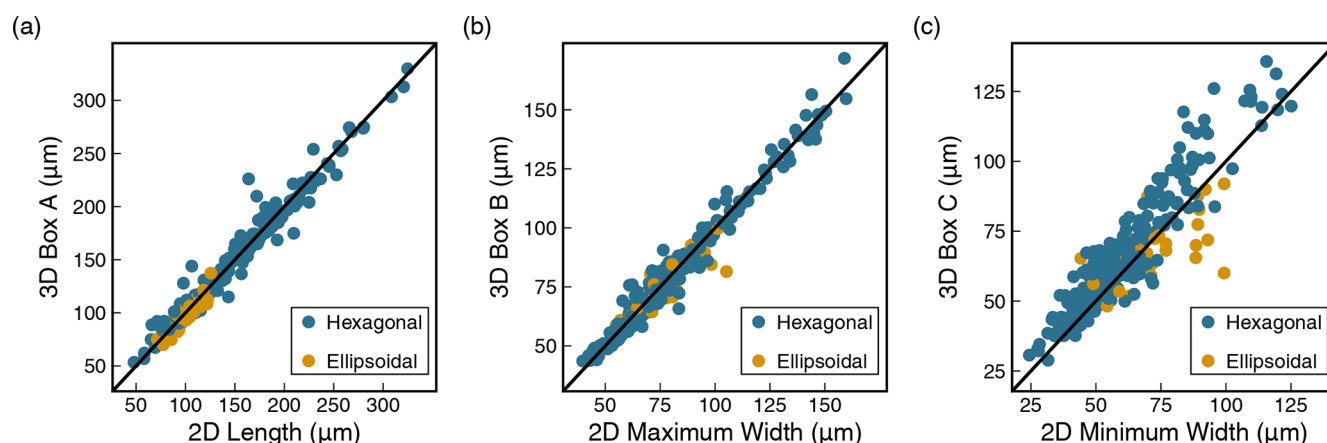 (a)
3D Box A (µm)
300
250
200
150
100
50
50 100 150 200 250 300
2D Length (µm)
Hexagonal
Ellipsoidal
(b)
3D Box B (µm)
150
125
100
75
50
50 75 100 125 150
2D Maximum Width (µm)
Hexagonal
Ellipsoidal
(c)
3D Box C (µm)
125
100
75
50
25
25 50 75 100 125
2D Minimum Width (µm)
Hexagonal
Ellipsoidal